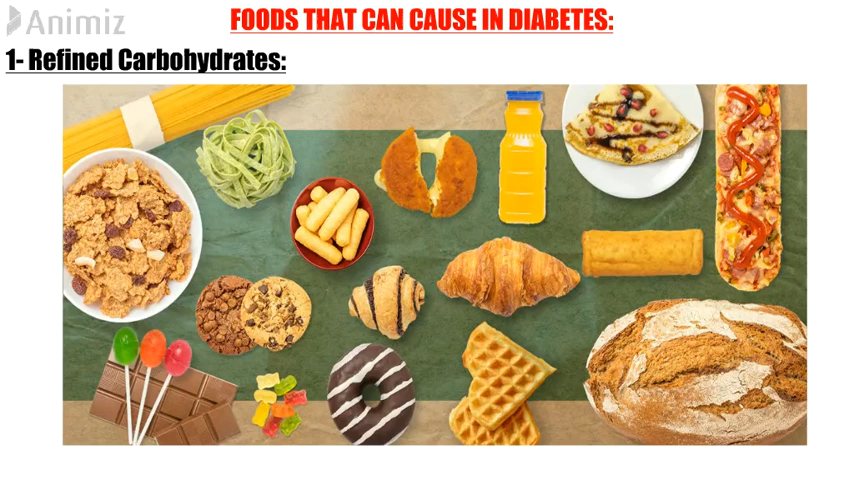 Animiz
FOODS THAT CAN CAUSE IN DIABETES:
1- Refined Carbohydrates: